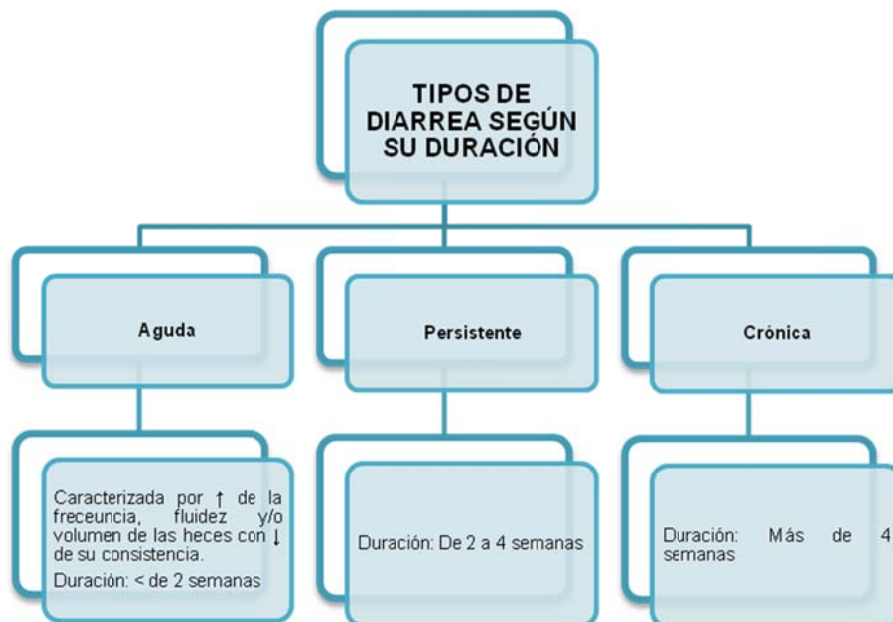 TIPOS DE
DIARREA SEGÚN
SU DURACIÓN
Aguda
Persistente
Crónica
Caracterizada por ↑ de la
freceuncia, fluidez y/o
volumen de las heces con ↓
de su consistencia.
Duración: < de 2 semanas
Duración: De 2 a 4 semanas
Duración: Más de 4
semanas